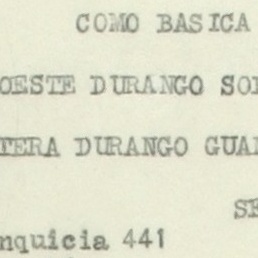 COMO BASICA
OESTE DURANGO SO
TERA DURANGO GUA
SE
nquicia 441